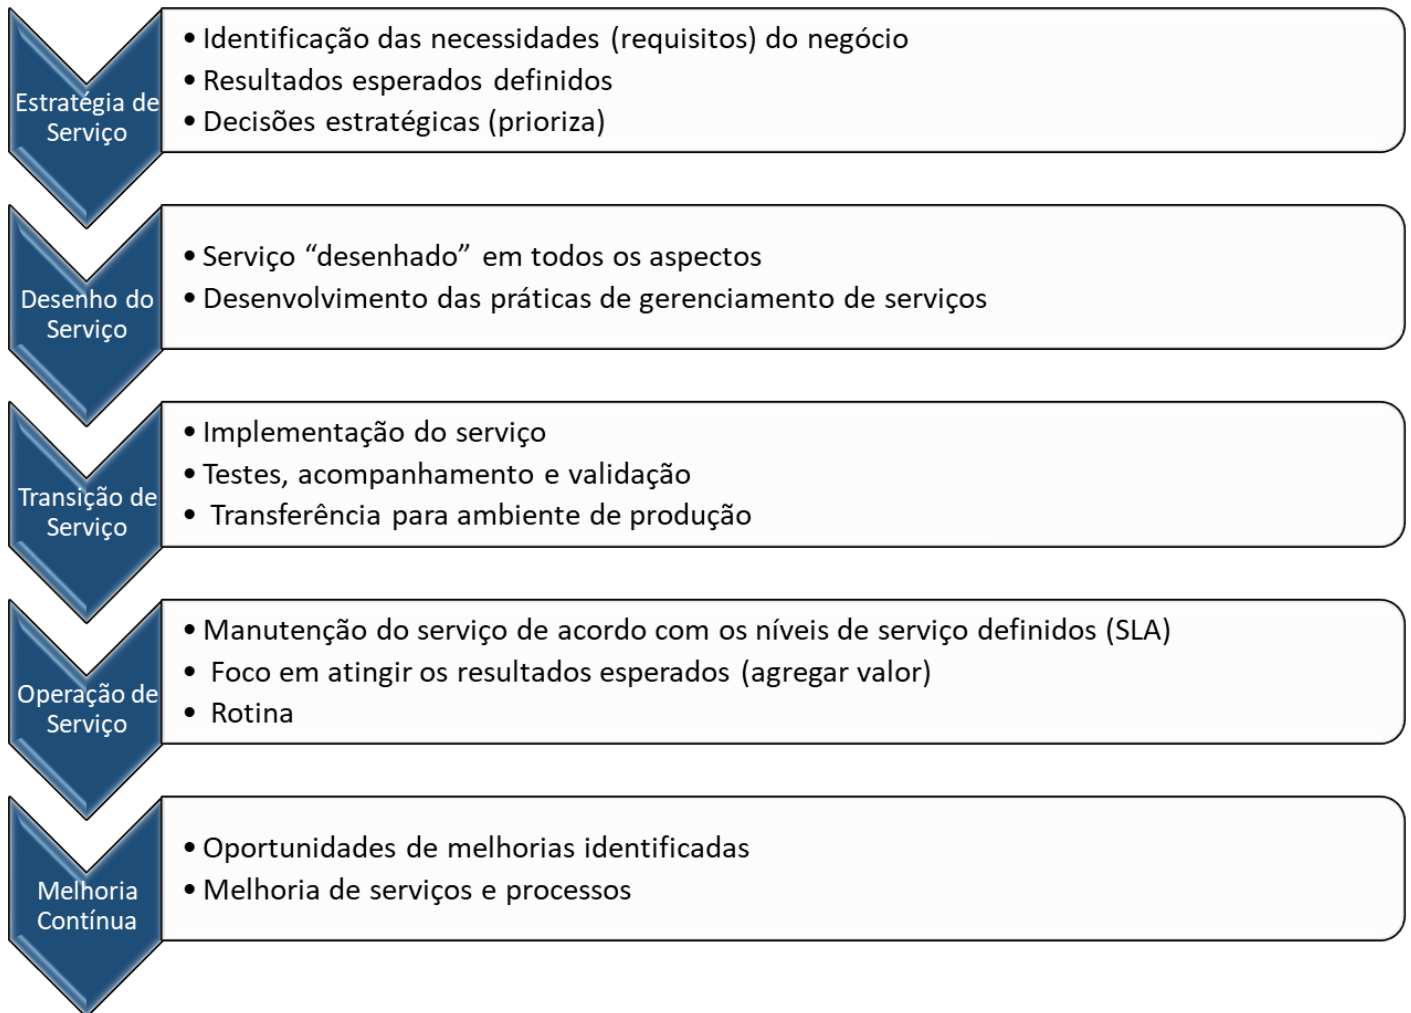 Estratégia de
Serviço
• Identificação das necessidades (requisitos) do negócio
• Resultados esperados definidos
• Decisões estratégicas (prioriza)
Desenho do
Serviço
• Serviço “desenhado” em todos os aspectos
• Desenvolvimento das práticas de gerenciamento de serviços
Transição de
Serviço
• Implementação do serviço
• Testes, acompanhamento e validação
• Transferência para ambiente de produção
Operação de
Serviço
• Manutenção do serviço de acordo com os níveis de serviço definidos (SLA)
• Foco em atingir os resultados esperados (agregar valor)
• Rotina
Melhoria
Contínua
• Oportunidades de melhorias identificadas
• Melhoria de serviços e processos